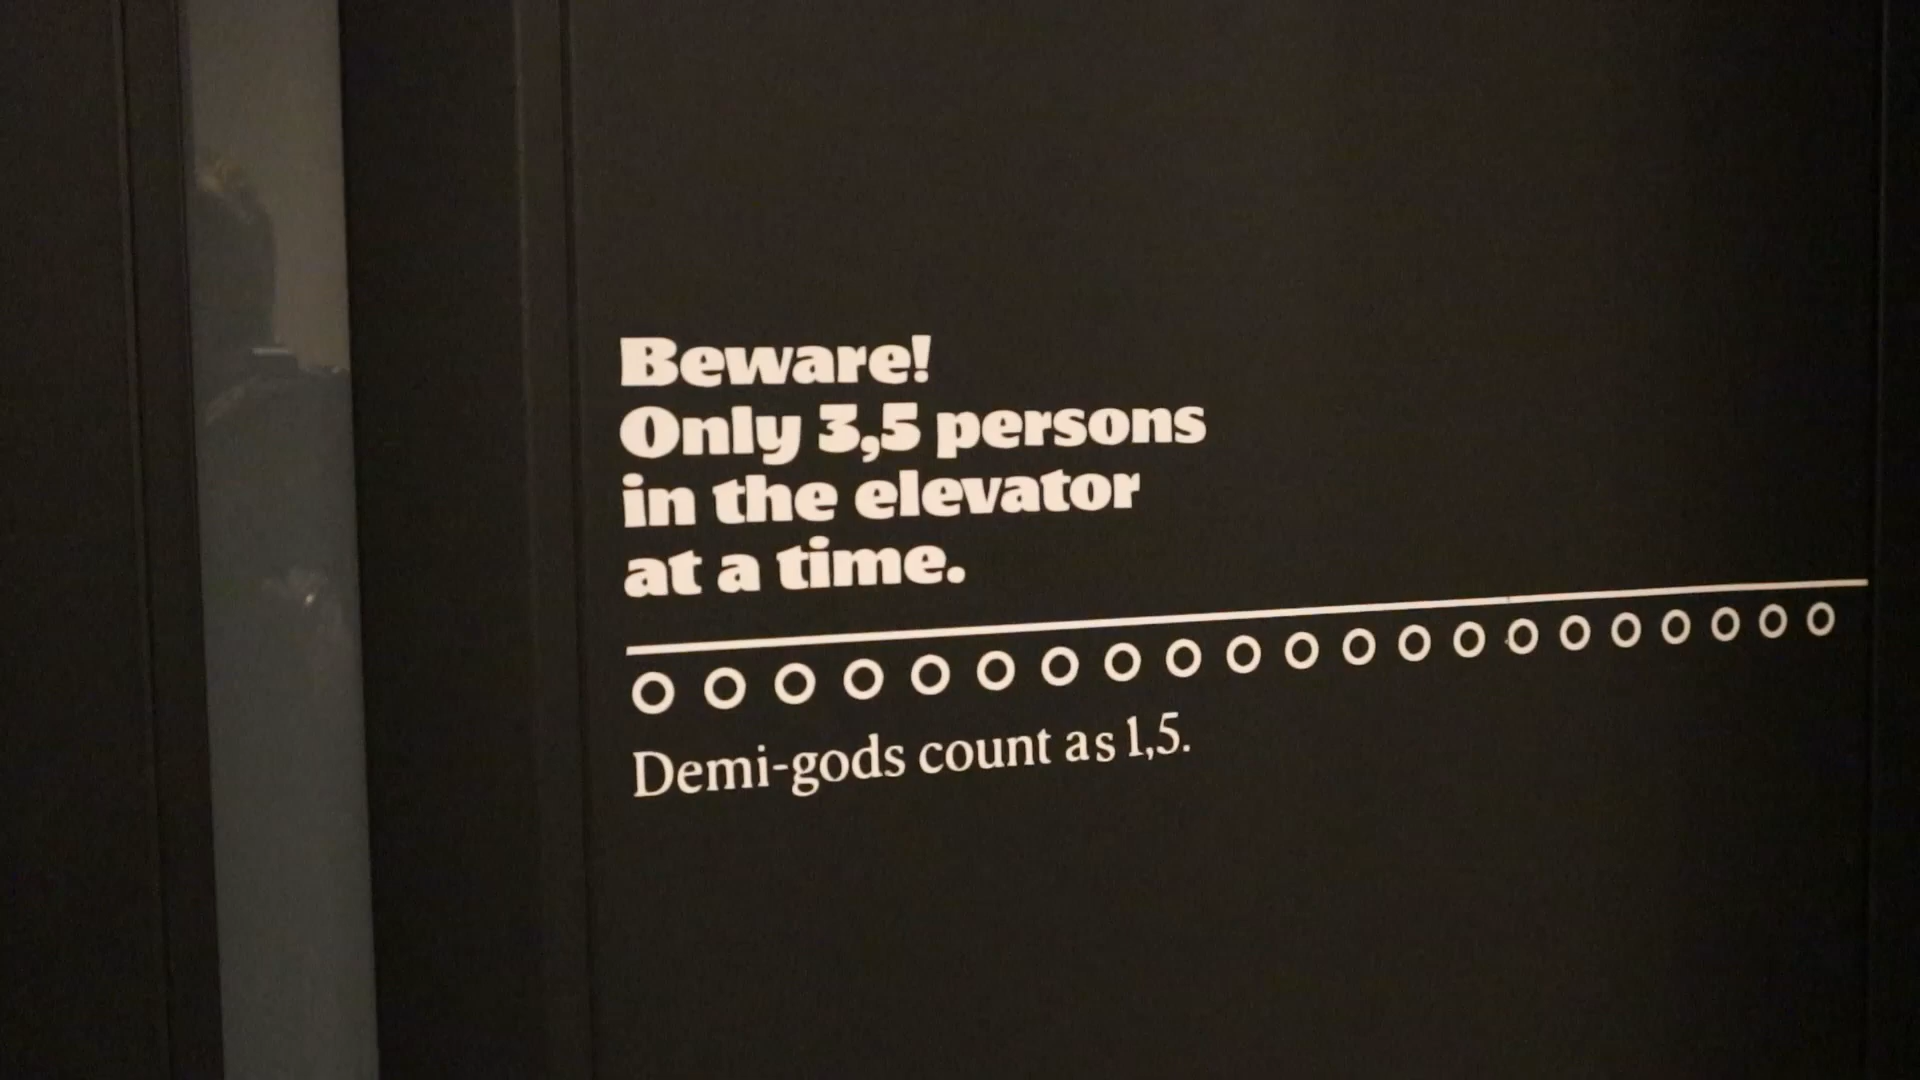 Beware!
Only 3,5 persons
in the elevator
at a time.
Demi-gods count as 1,5.